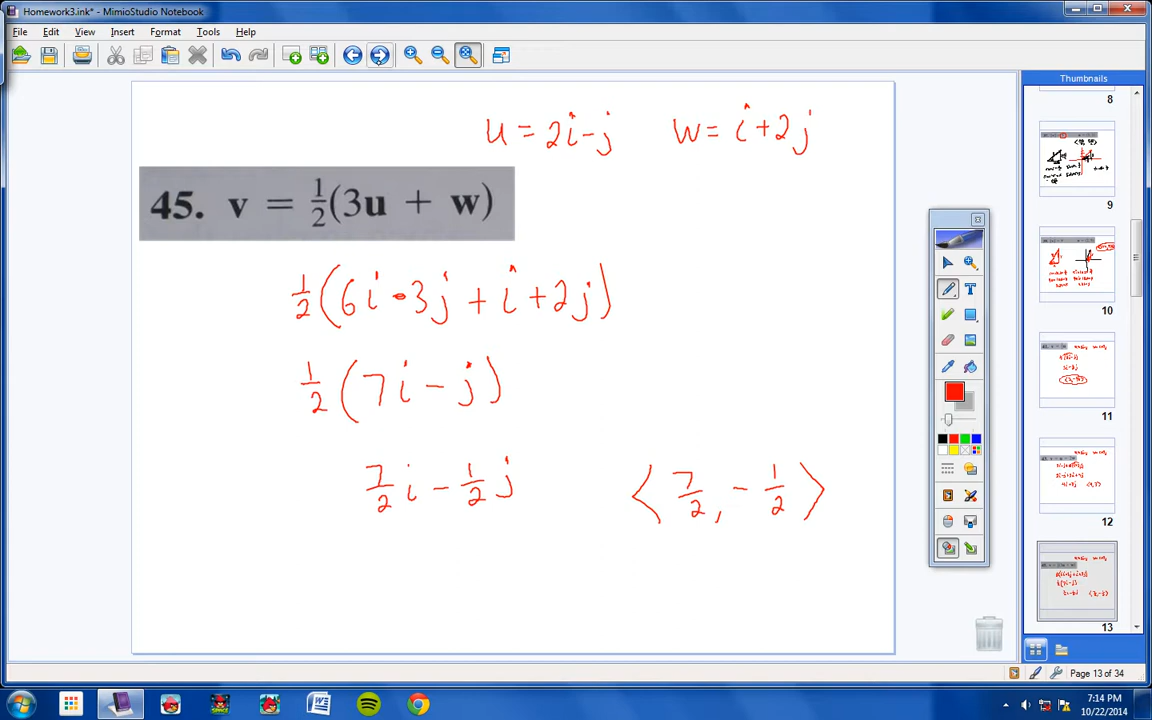 Homework3.ink* - MimioStudio Notebook
File Edit View Insert Format Tools Help
Thumbnails
u = 2i-j w = i+2j
45. v = 1/2(3u + w)
1/2(6i-3j+i+2j)
1/2(7i-j)
7/2i-1/2j <7/2,-1/2>
T
8
9
10
11
12
13
Page 13 of 34
W
7:14 PM
10/22/2014